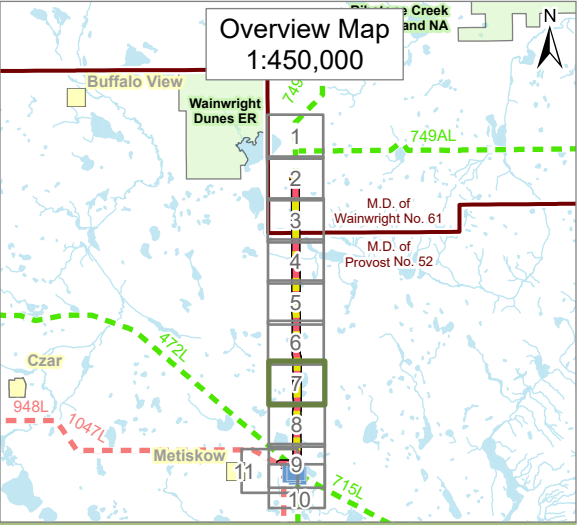 Overview Map
1:450,000
Creek
and NA
N
Buffalo View
Wainwright
Dunes ER
749
749AL
1
2
3
M.D. of
Wainwright No. 61
M.D. of
Provost No. 52
4
5
6
472L
Czar
7
948L
1047L
8
Metiskow
11
9
715L
10